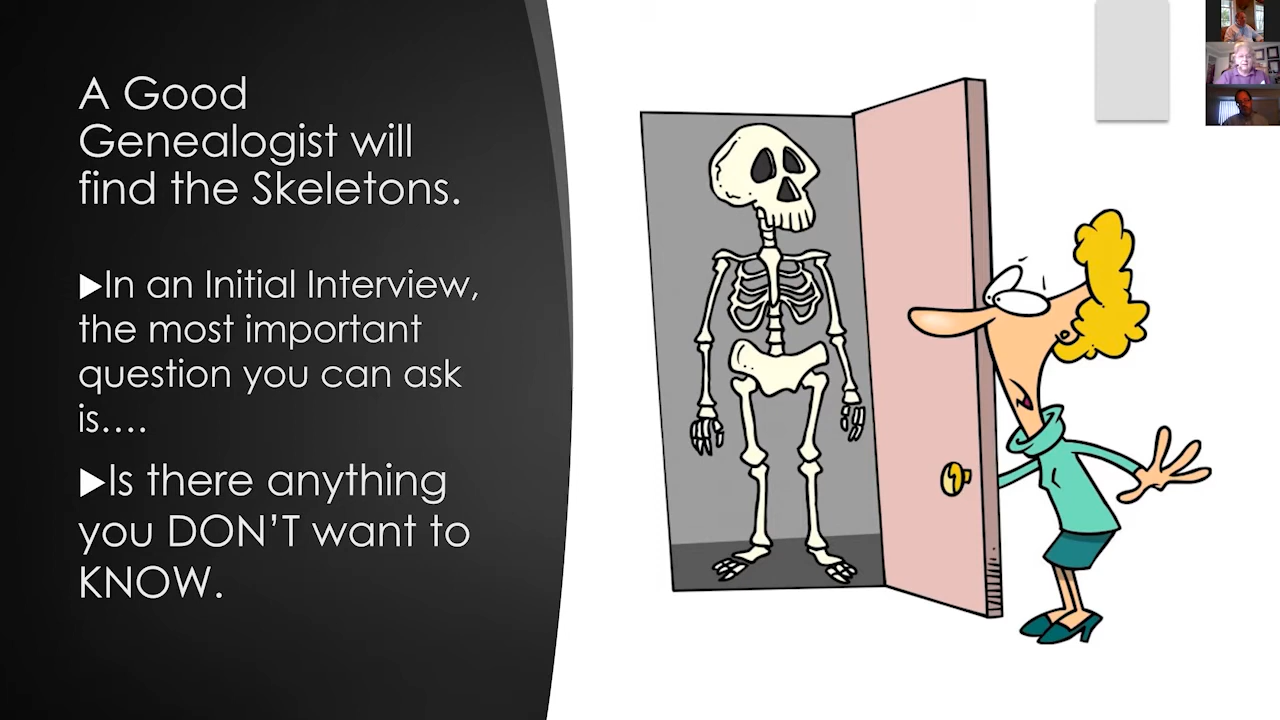 A Good
Genealogist will
find the Skeletons.
▶In an Initial Interview,
the most important
question you can ask
is….
▶Is there anything
you DON’T want to
KNOW.